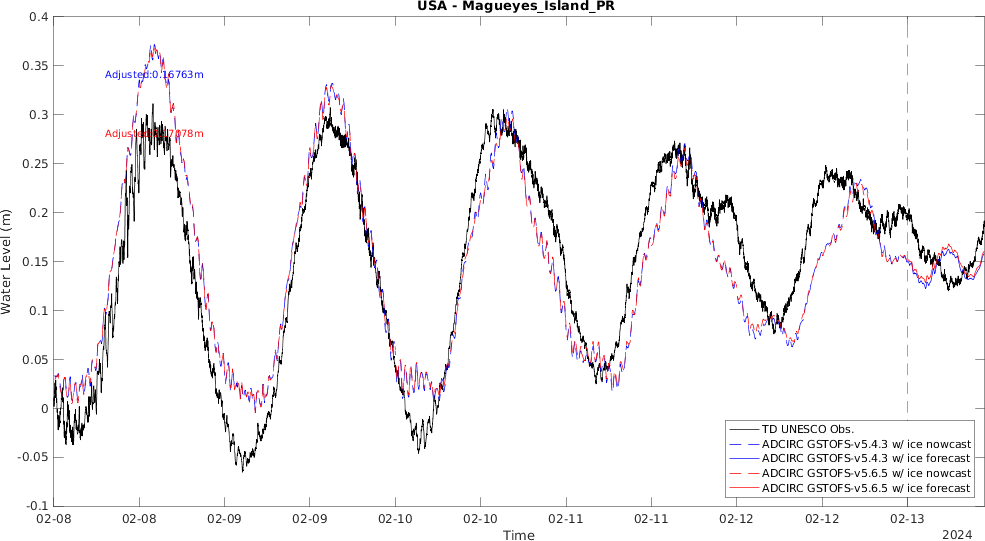 USA - Magueyes_Island_PR
0.4
0.35
0.3
0.25
0.2
0.15
0.1
0.05
0
-0.05
-0.1
Water Level (m)
Adjusted:0.16763m
Adjusted:0.17078m
TD UNESCO Obs.
ADCIRC GSTOFS-v5.4.3 w/ ice nowcast
ADCIRC GSTOFS-v5.4.3 w/ ice forecast
ADCIRC GSTOFS-v5.6.5 w/ ice nowcast
ADCIRC GSTOFS-v5.6.5 w/ ice forecast
02-08 02-08 02-09 02-09 02-10 02-10 02-11 02-11 02-12 02-12 02-13
Time
2024